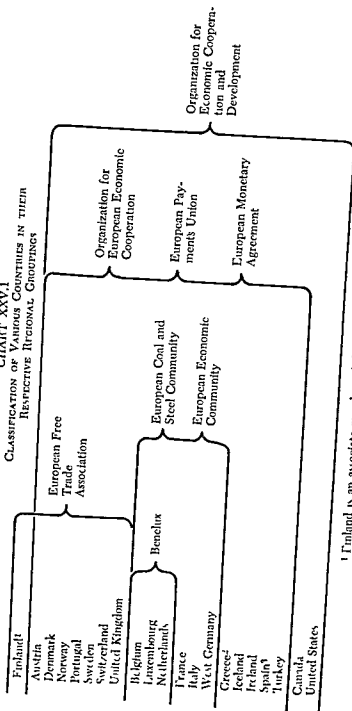 CHART XXV.1
CLASSIFICATION OF VARIOUS COUNTRIES IN THEIR
RESPECTIVE REGIONAL GROUPINGS
Finland¹
Austria
Denmark
Norway
Portugal
Sweden
Switzerland
United Kingdom
Belgium
Luxembourg
Netherlands
France
Italy
West Germany
Greece²
Iceland
Ireland
Spain³
Turkey
Canada
United States
European Free
Trade
Association
Benelux
European Coal and
Steel Community
European Economic
Community
Organization for
European Economic
Cooperation
European Pay-
ments Union
European Monetary
Agreement
Organization for
Economic Coopera-
tion and
Development
¹ Finland is an associate